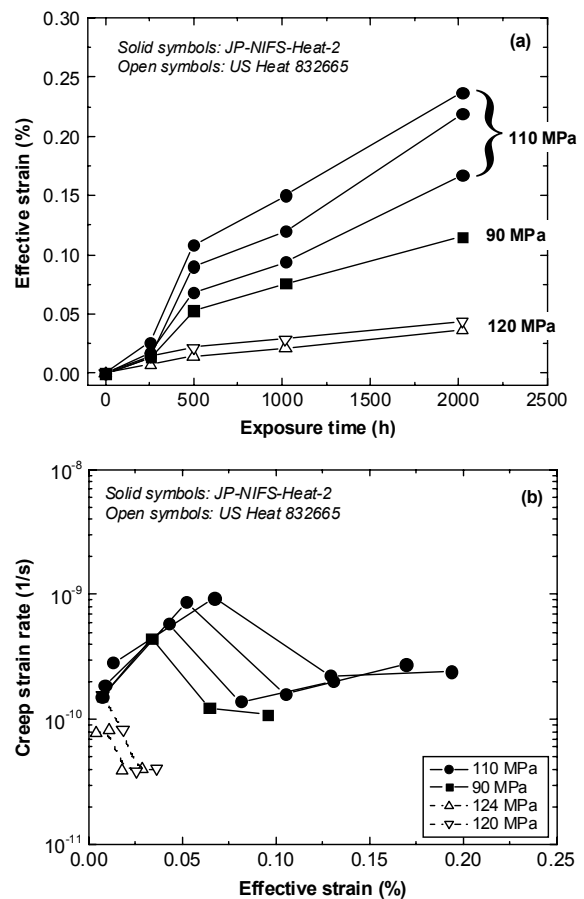 0.30
0.25
0.20
0.15
0.10
0.05
0.00
Effective strain (%)
Solid symbols: JP-NIFS-Heat-2
Open symbols: US Heat 832665
(a)
110 MPa
90 MPa
120 MPa
0 500 1000 1500 2000 2500
Exposure time (h)
10-8
10-9
10-10
10-11
Creep strain rate (1/s)
Solid symbols: JP-NIFS-Heat-2
Open symbols: US Heat 832665
(b)
110 MPa
90 MPa
124 MPa
120 MPa
0.00 0.05 0.10 0.15 0.20 0.25
Effective strain (%)